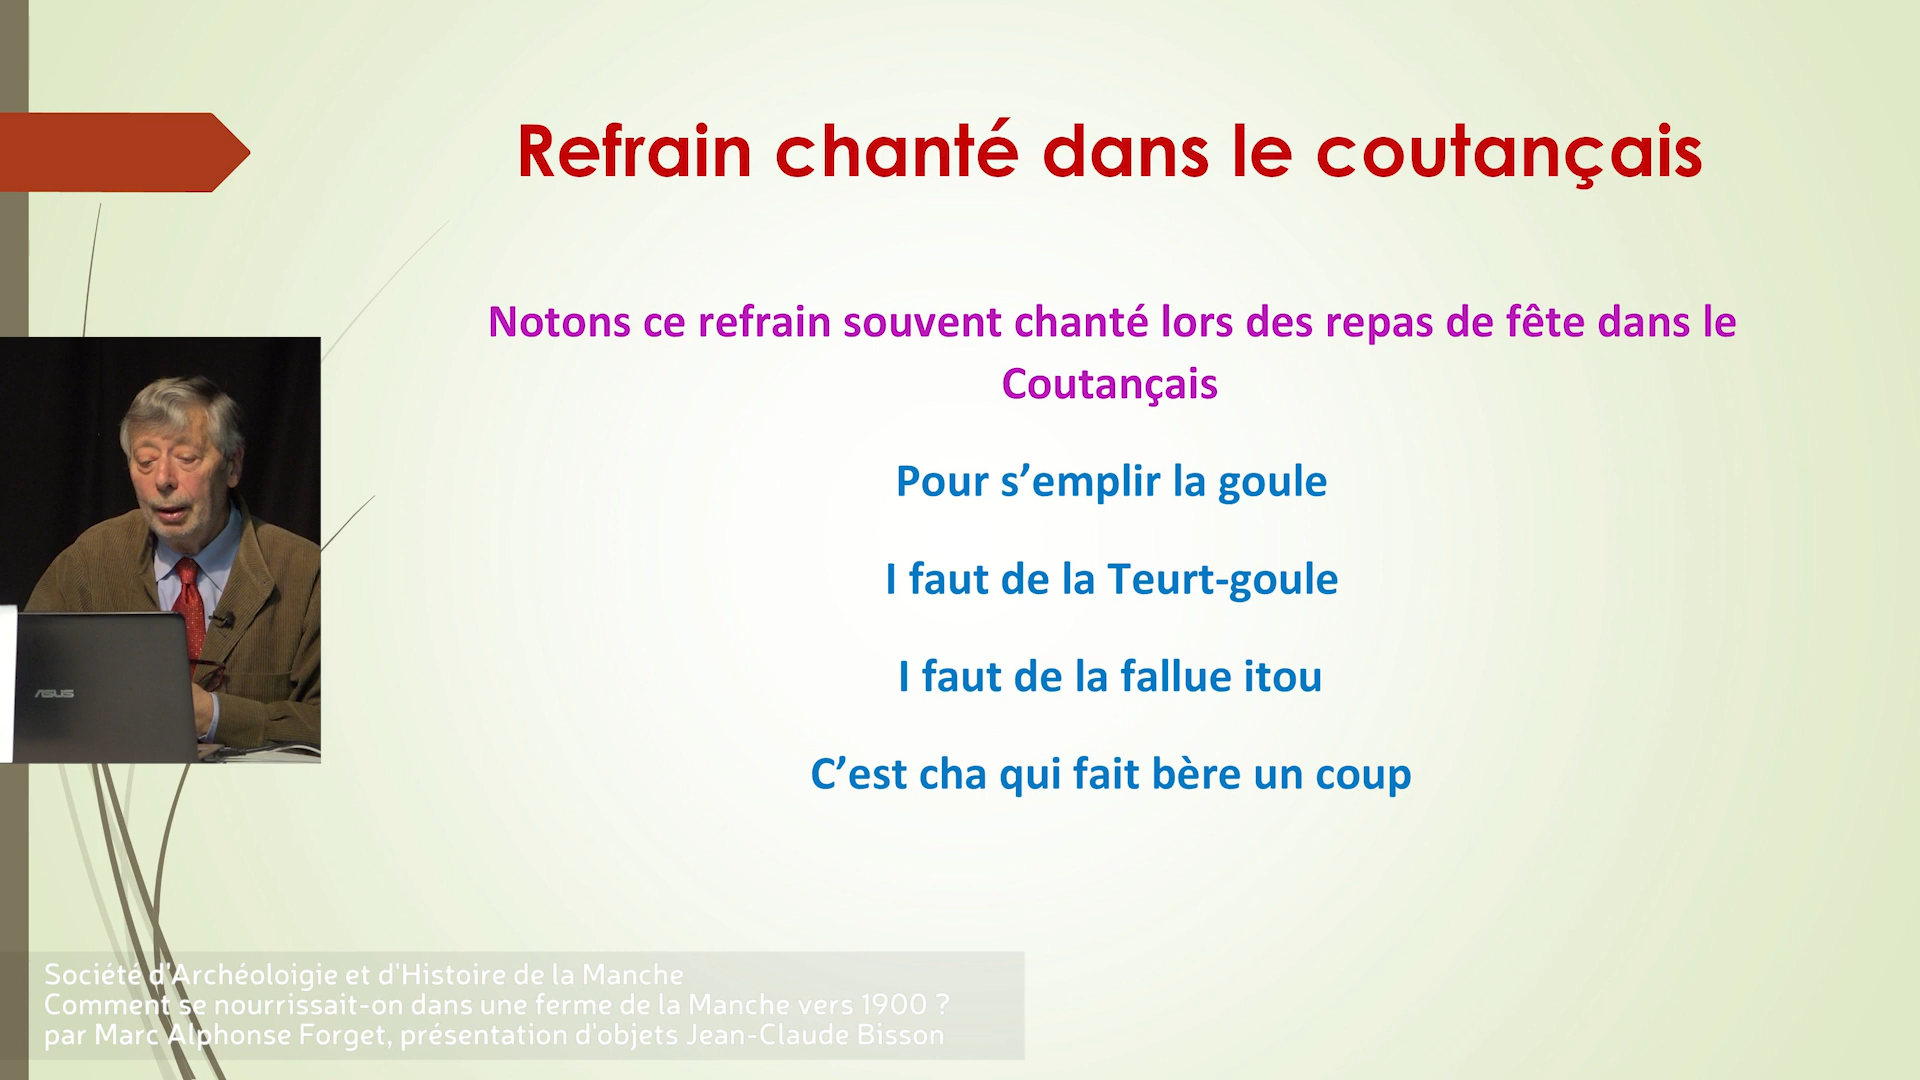 Refrain chanté dans le coutançais
Notons ce refrain souvent chanté lors des repas de fête dans le
Coutançais
Pour s’emplir la goule
I faut de la Teurt-goule
I faut de la fallue itou
C’est cha qui fait bère un coup
ASUS
Société d'Archéoloigie et d'Histoire de la Manche
Comment se nourrissait-on dans une ferme de la Manche vers 1900 ?
par Marc Alphonse Forget, présentation d'objets Jean-Claude Bisson